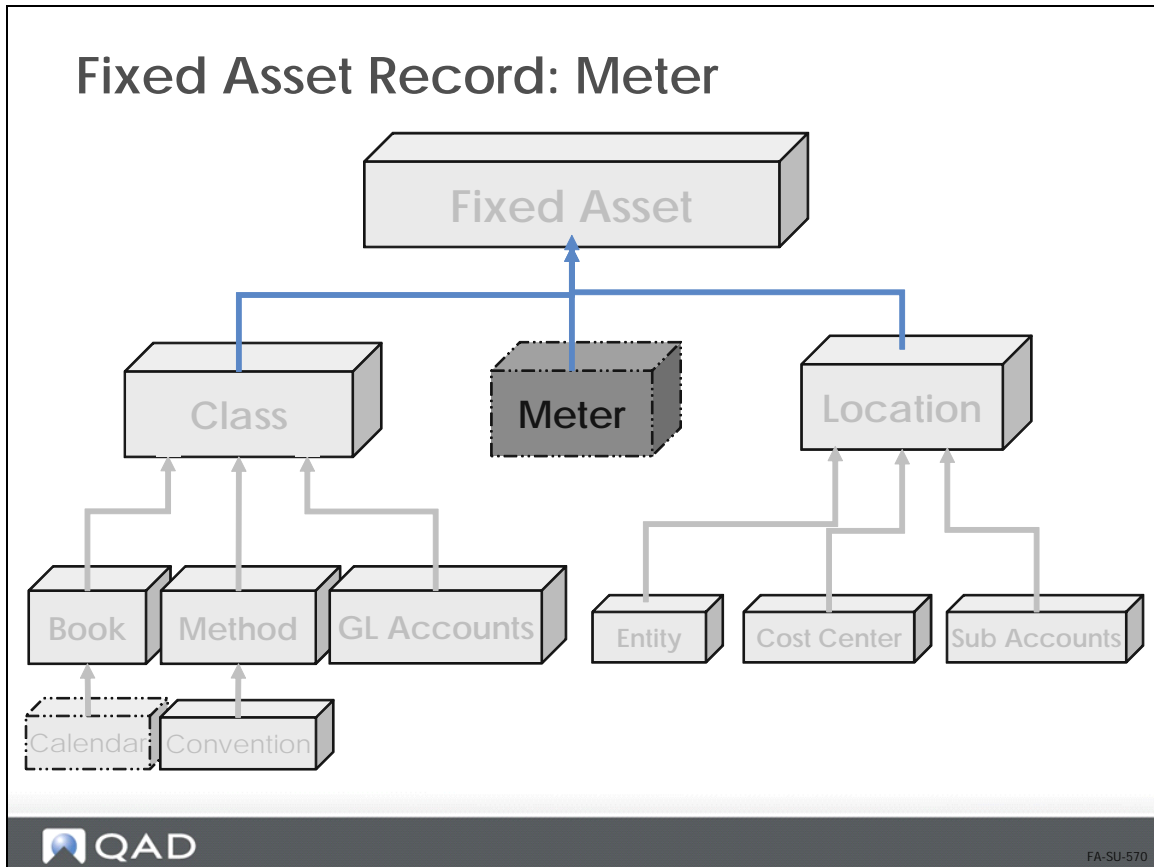 Fixed Asset Record: Meter
Fixed Asset
Class
Meter
Location
Book
Method
GL Accounts
Entity
Cost Center
Sub Accounts
Calendar
Convention
QAD
FA-SU-570